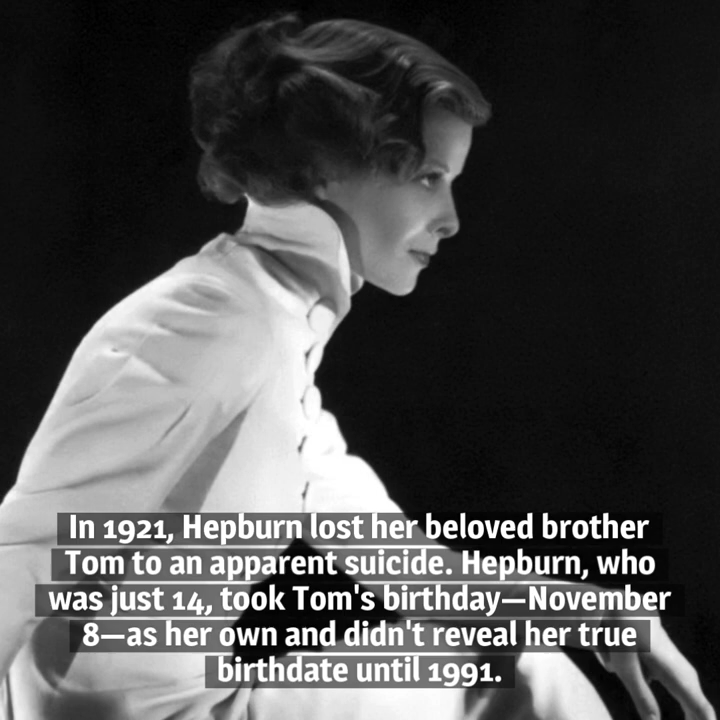 In 1921, Hepburn lost her beloved brother
Tom to an apparent suicide. Hepburn, who
was just 14, took Tom's birthday—November
8—as her own and didn't reveal her true
birthdate until 1991.